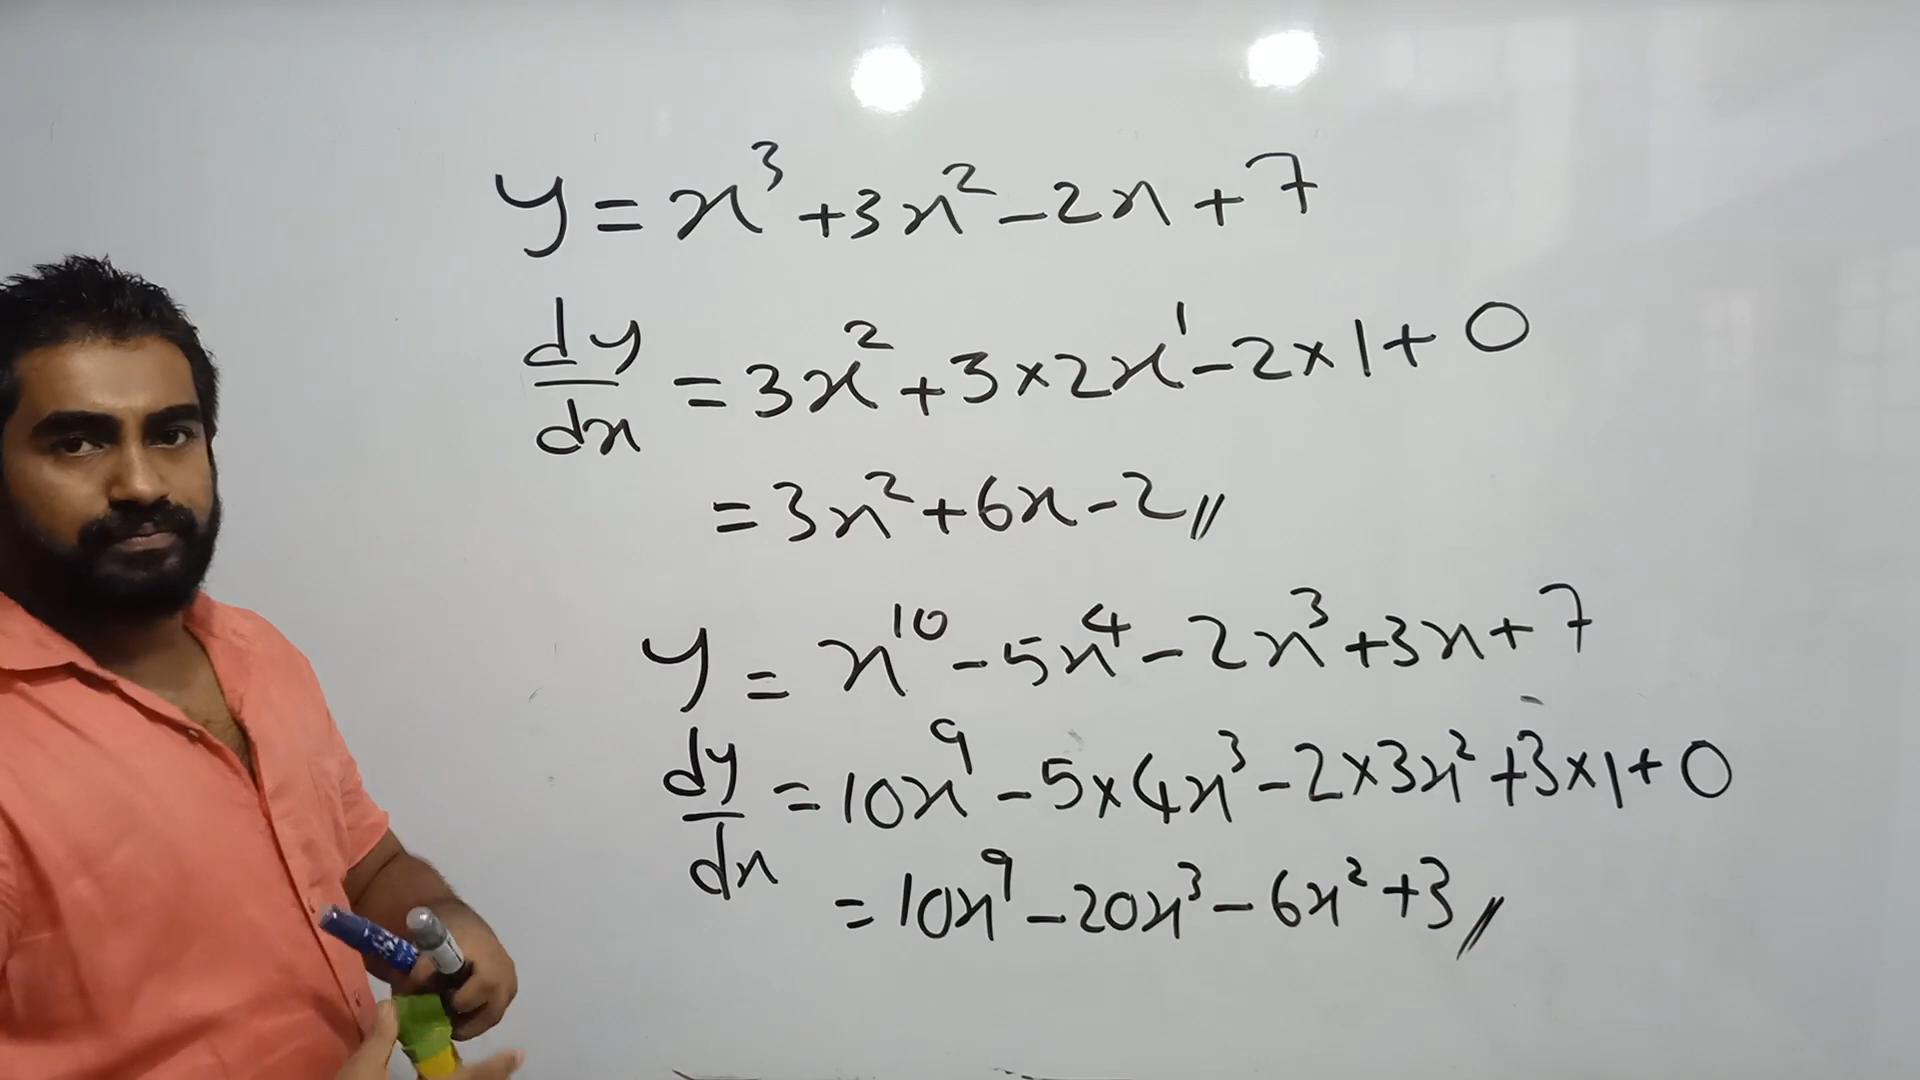 y = x³ + 3x² - 2x + 7
dy/dx = 3x² + 3×2x¹ - 2×1 + 0
= 3x² + 6x - 2 //
y = x¹⁰ - 5x⁴ - 2x³ + 3x + 7
dy/dx = 10x⁹ - 5×4x³ - 2×3x² + 3×1 + 0
= 10x⁹ - 20x³ - 6x² + 3 //